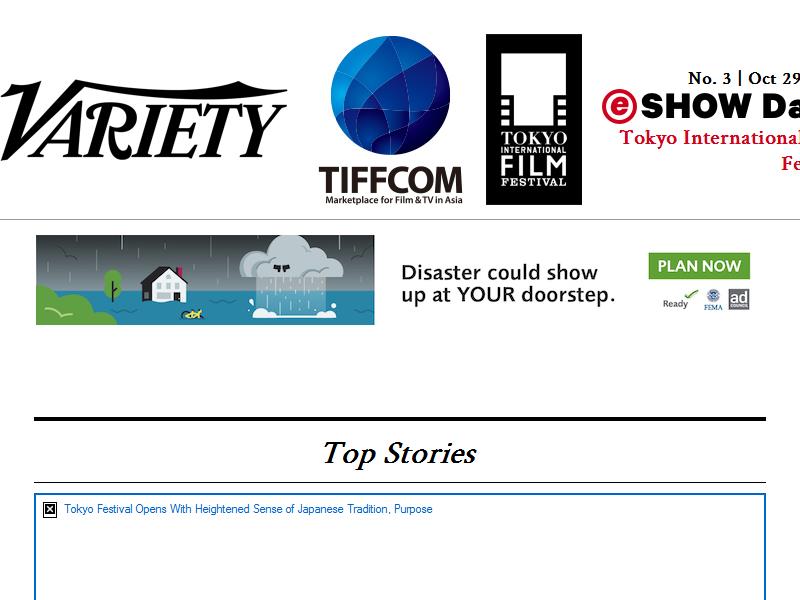 VARIETY
TIFFCOM
Marketplace for Film & TV in Asia
TOKYO
INTERNATIONAL
FILM
FESTIVAL
No. 3 | Oct 29
e SHOW Da
Tokyo International
Fe
Disaster could show
up at YOUR doorstep.
PLAN NOW
Ready
FEMA
ad
COUNCIL
Top Stories
Tokyo Festival Opens With Heightened Sense of Japanese Tradition, Purpose